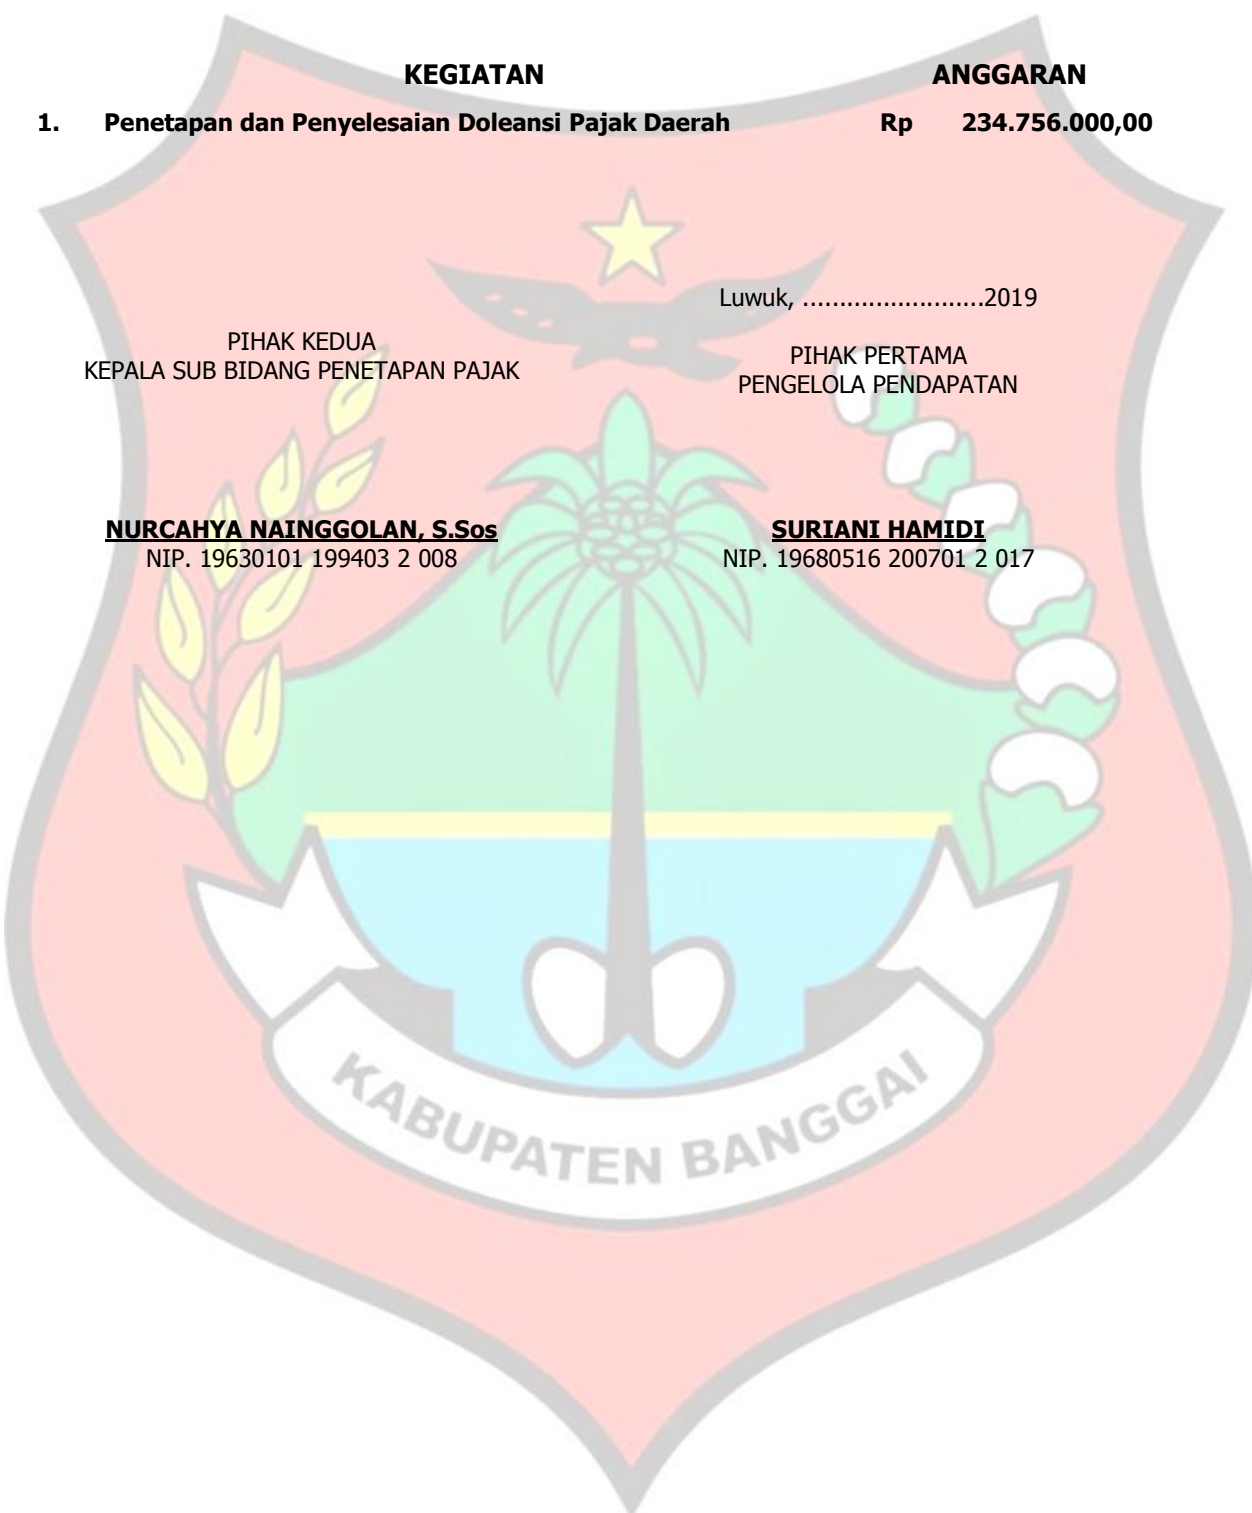 KEGIATAN ANGGARAN
1. Penetapan dan Penyelesaian Doleansi Pajak Daerah Rp 234.756.000,00
Luwuk, .........................2019
PIHAK KEDUA
KEPALA SUB BIDANG PENETAPAN PAJAK
PIHAK PERTAMA
PENGELOLA PENDAPATAN
NURCAHYA NAINGGOLAN, S.Sos
NIP. 19630101 199403 2 008
SURIANI HAMIDI
NIP. 19680516 200701 2 017
KABUPATEN BANGGAI